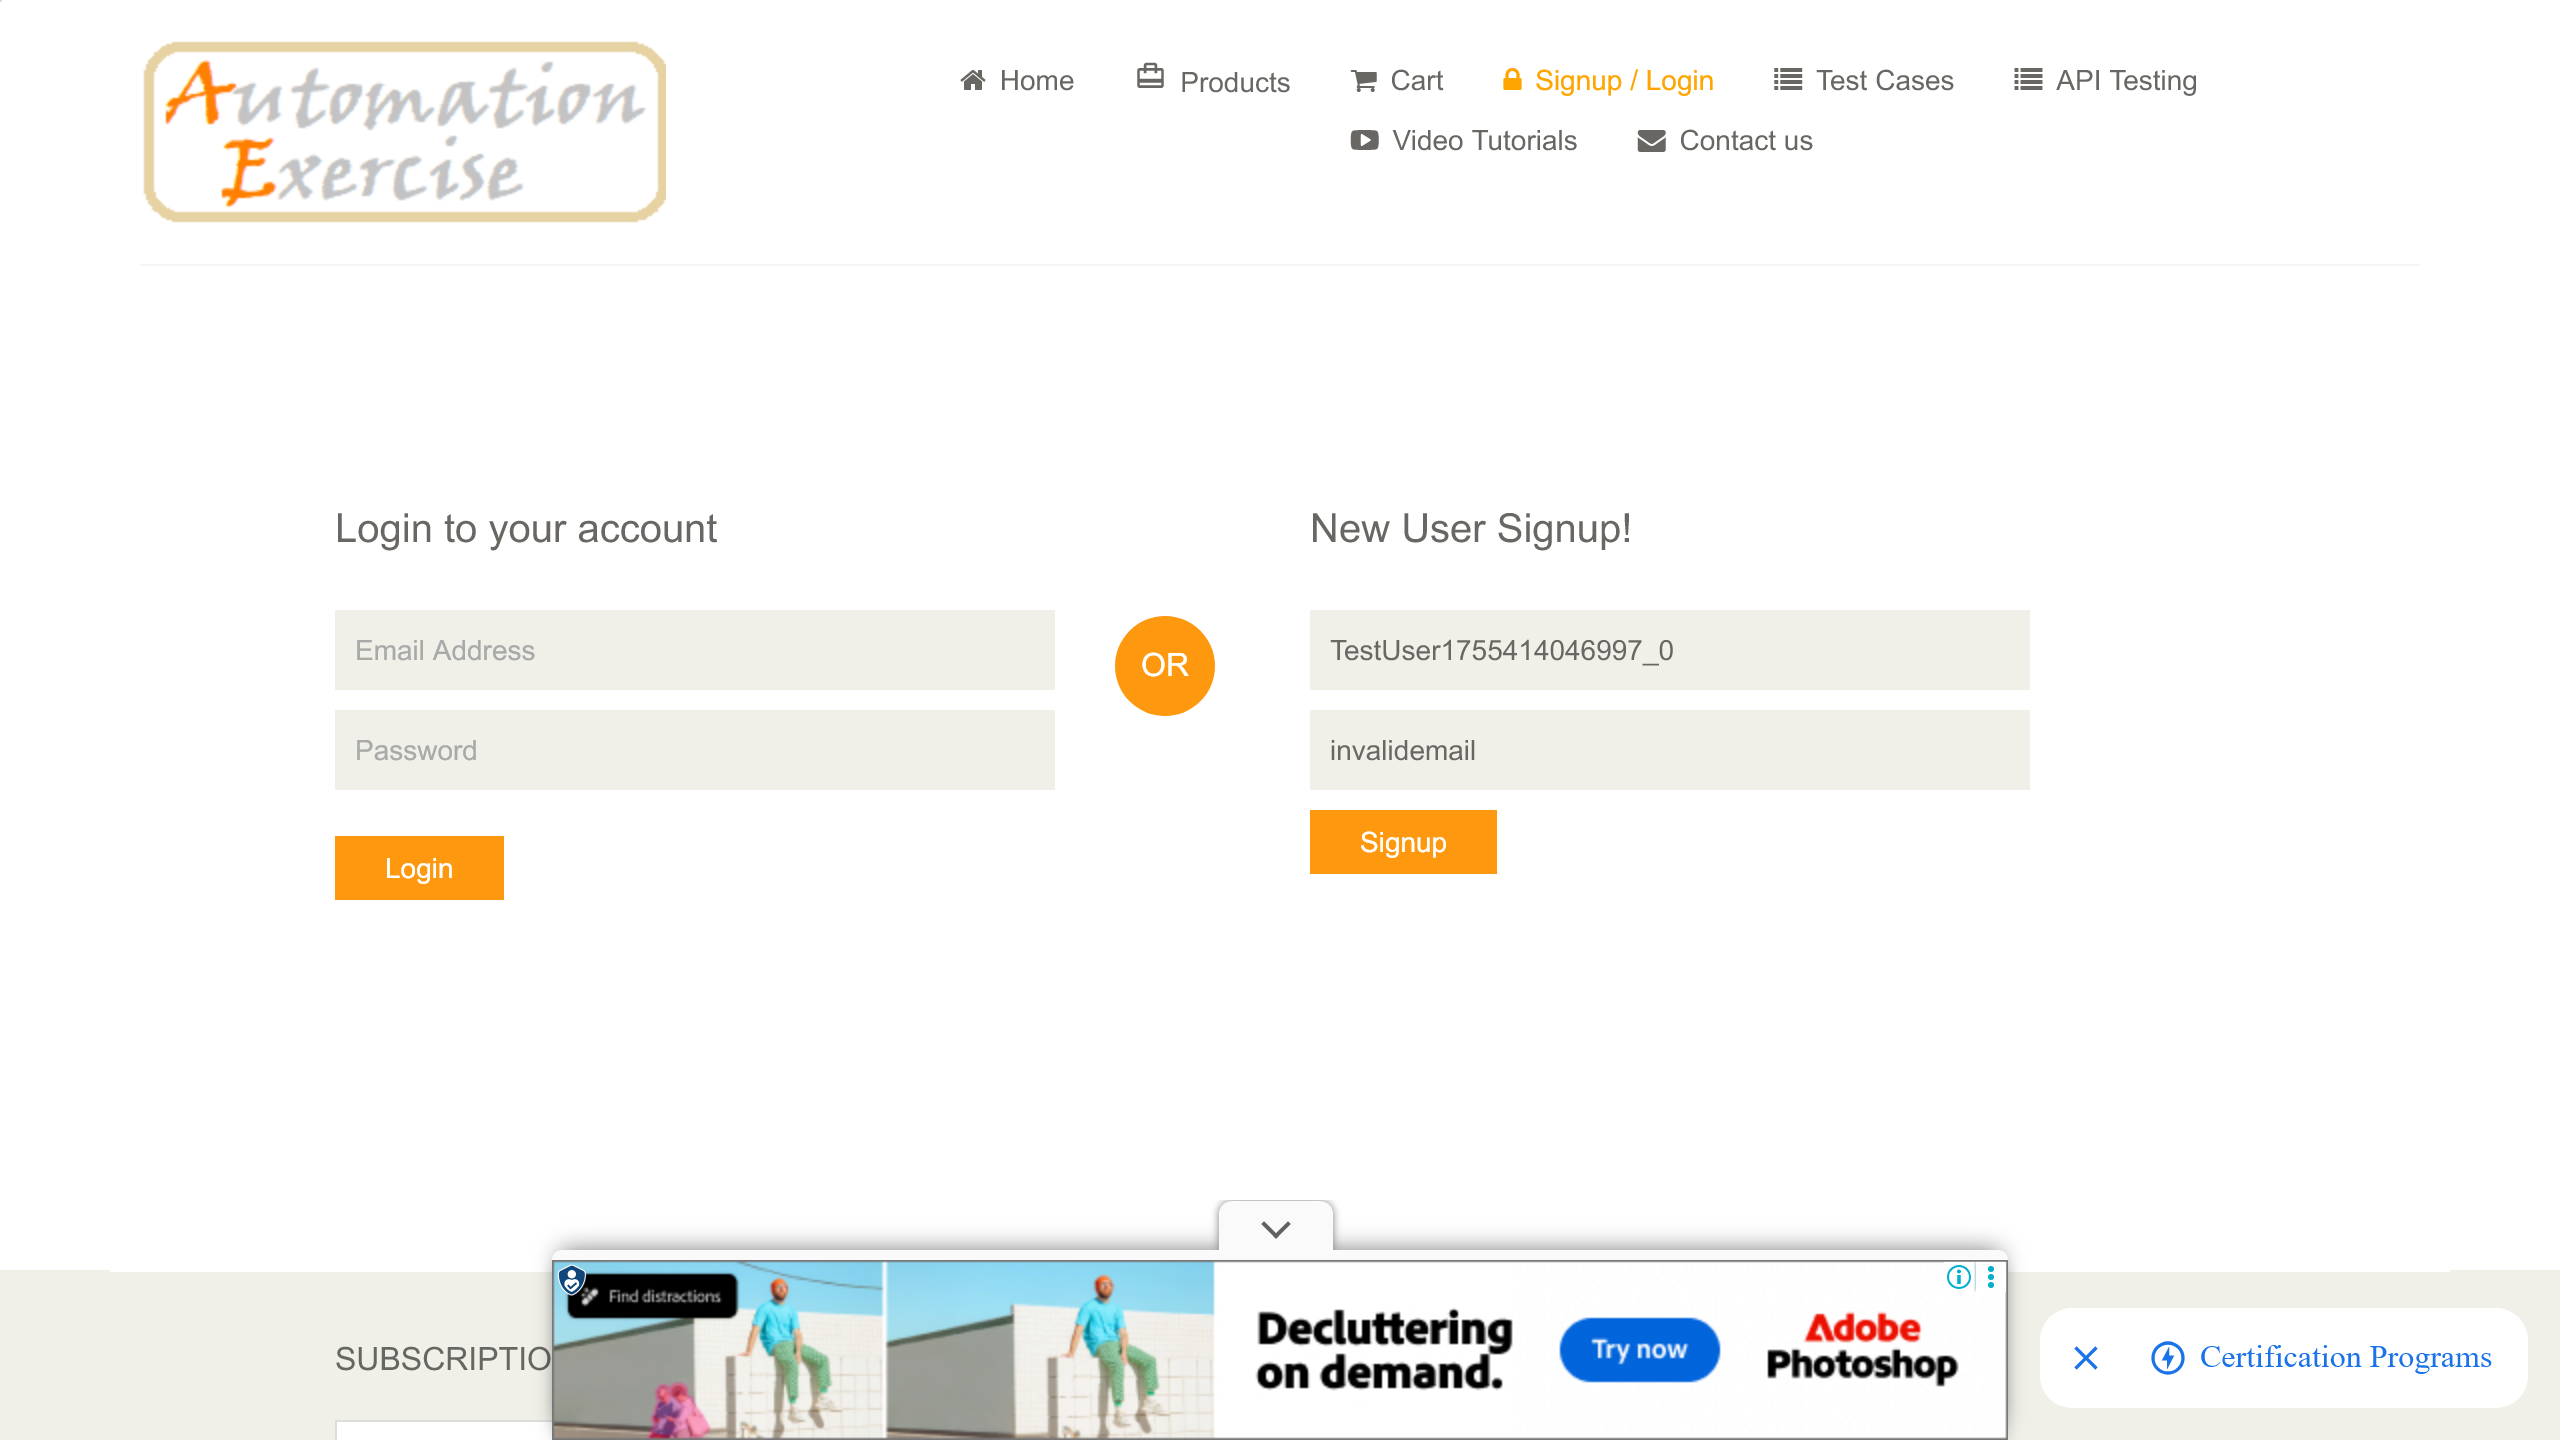 Automation
Exercise
Home
Products
Cart
Signup / Login
Test Cases
API Testing
Video Tutorials
Contact us
Login to your account
Email Address
Password
Login
OR
New User Signup!
TestUser1755414046997_0
invalidemail
Signup
SUBSCRIPTIO
Find distractions
Decluttering
on demand.
Try now
Adobe
Photoshop
Certification Programs